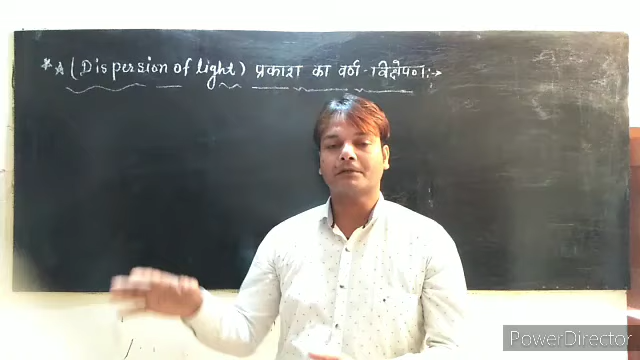 * A (Dispersion of light) प्रकाश का वर्ण-विक्षेपण :→
PowerDirector